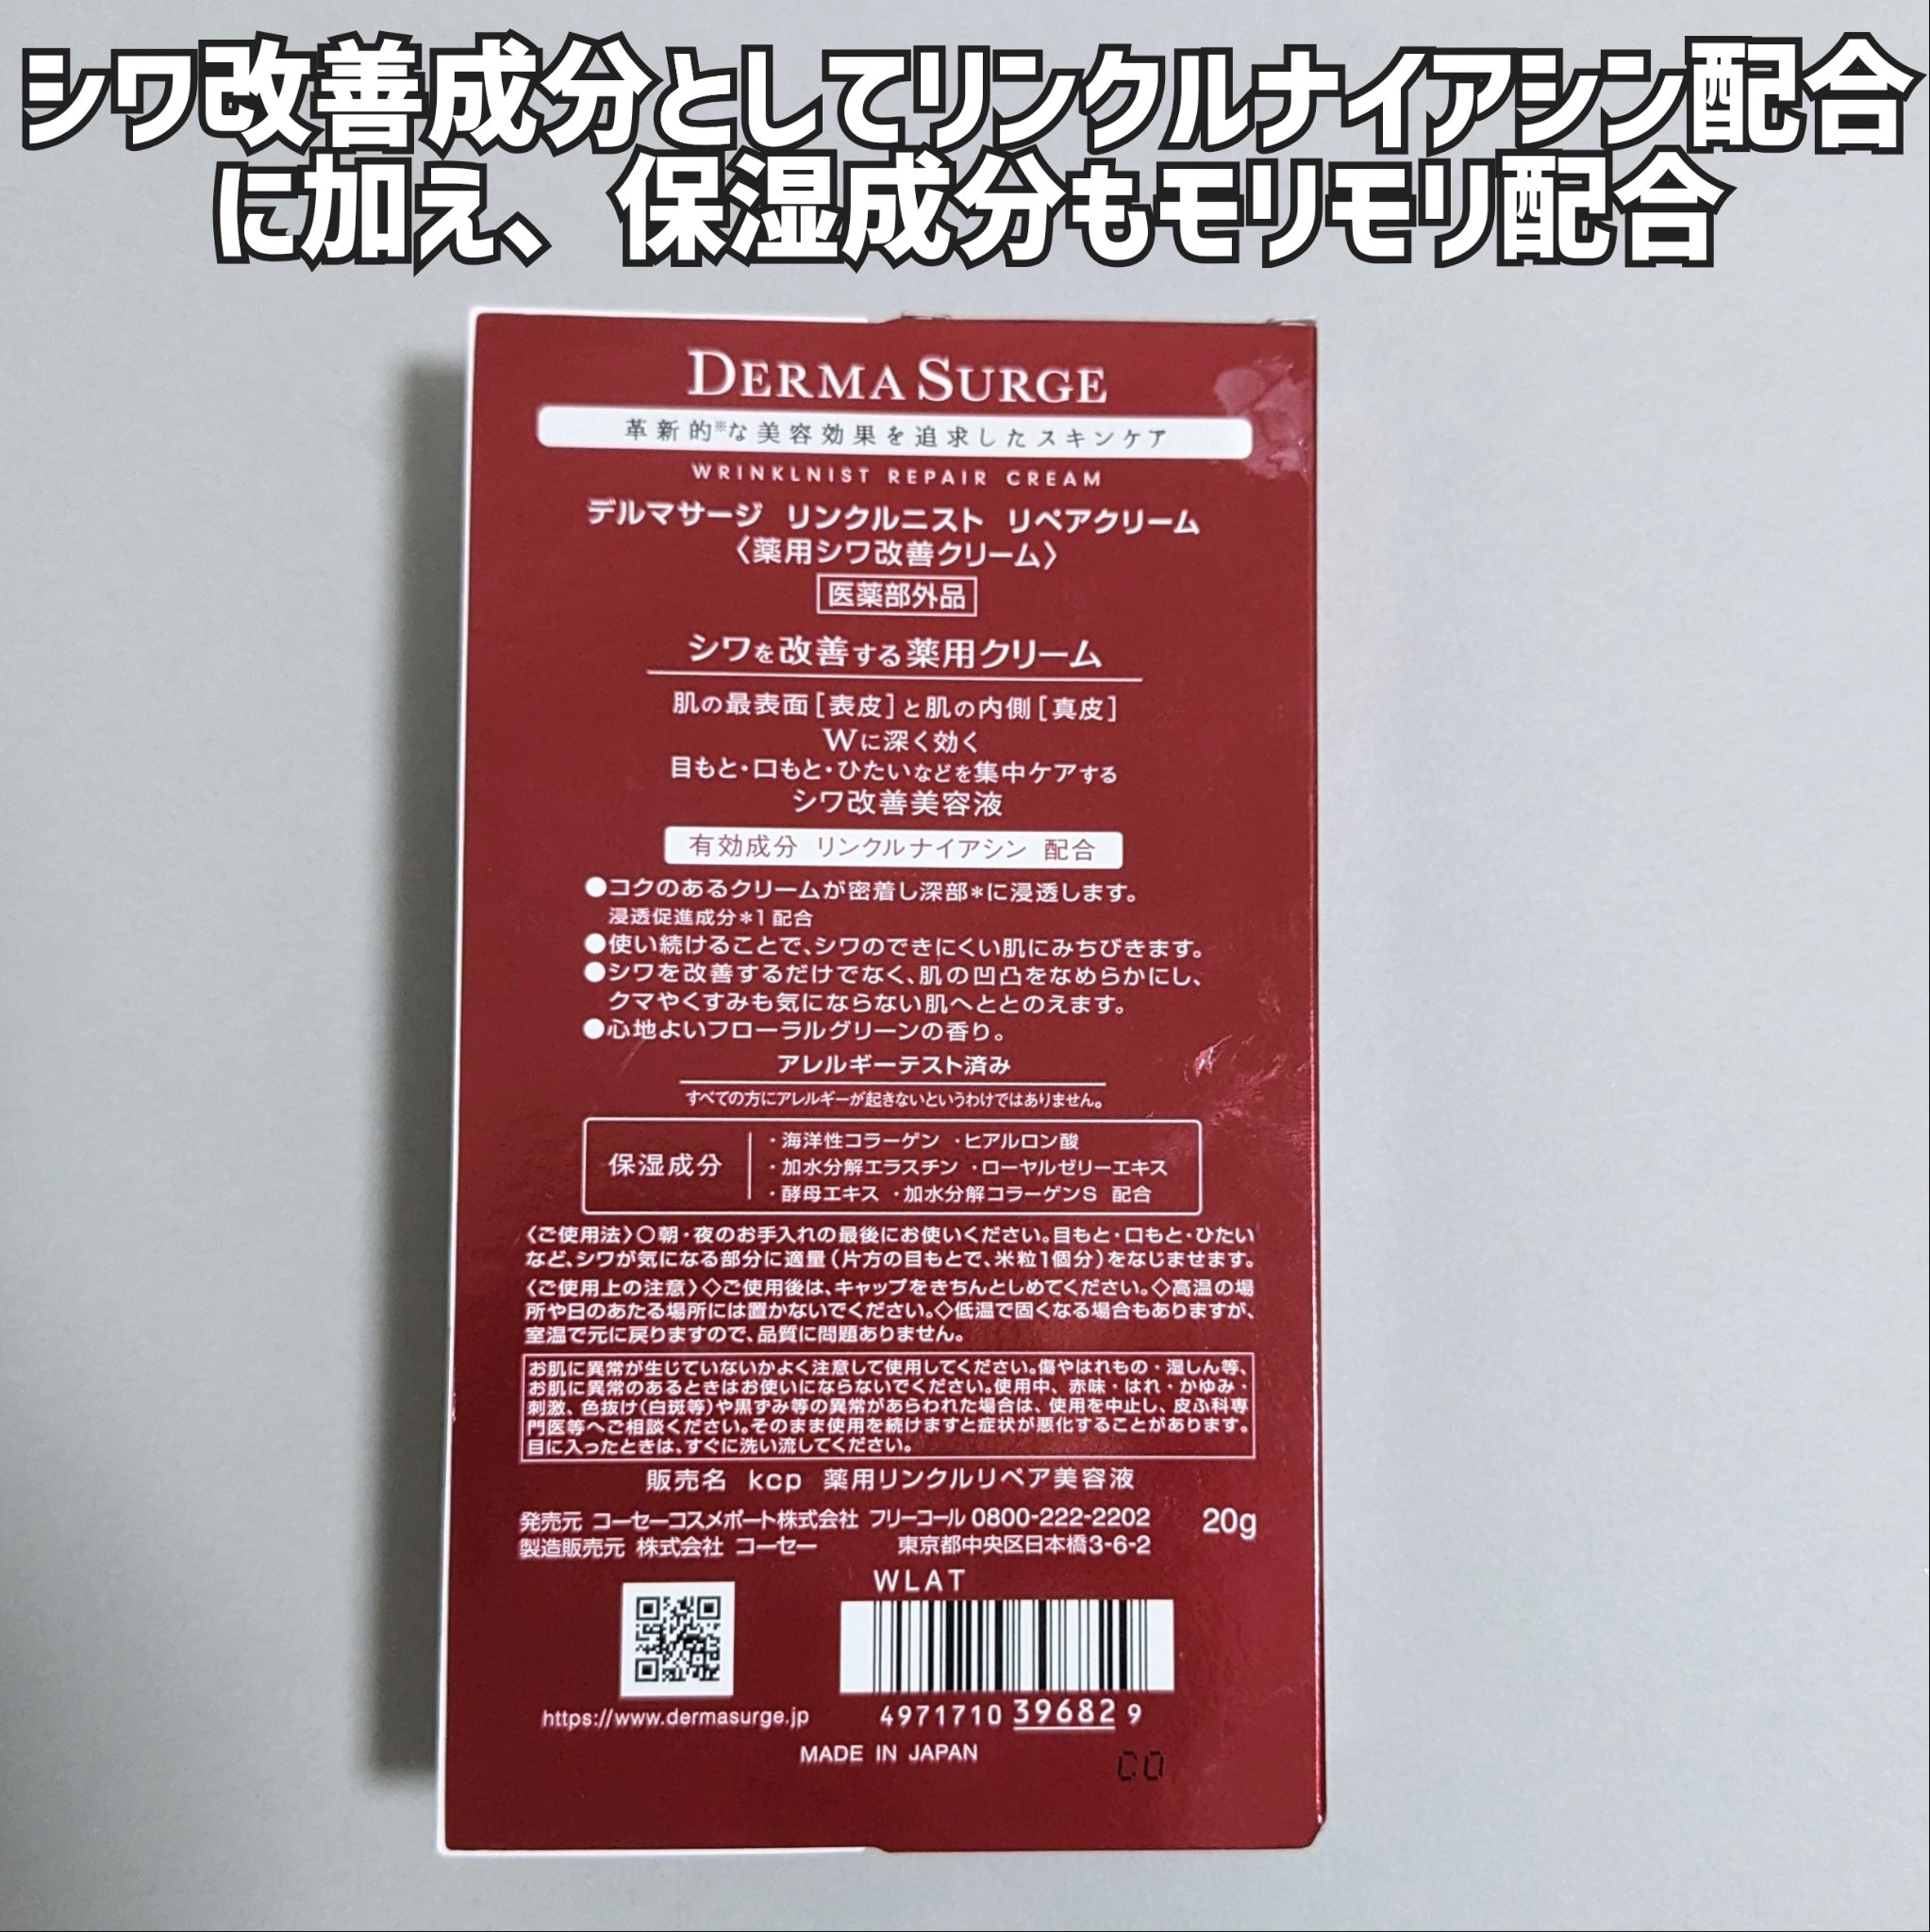 シワ改善成分としてリンクルナイアシン配合
に加え、保湿成分もモリモリ配合
DERMA SURGE
革新的※な美容効果を追求したスキンケア
WRINKLNIST REPAIR CREAM
デルマサージ リンクルニスト リペアクリーム
〈薬用シワ改善クリーム〉
医薬部外品
シワを改善する薬用クリーム
肌の最表面[表皮]と肌の内側[真皮]
Wに深く効く
目もと・口もと・ひたいなどを集中ケアする
シワ改善美容液
有効成分 リンクルナイアシン 配合
●コクのあるクリームが密着し深部＊に浸透します。
浸透促進成分＊1配合
●使い続けることで、シワのできにくい肌にみちびきます。
●シワを改善するだけでなく、肌の凹凸をなめらかにし、
クマやくすみも気にならない肌へととのえます。
●心地よいフローラルグリーンの香り。
アレルギーテスト済み
すべての方にアレルギーが起きないというわけではありません。
保湿成分
・海洋性コラーゲン ・ヒアルロン酸
・加水分解エラスチン ・ローヤルゼリーエキス
・酵母エキス ・加水分解コラーゲンS 配合
〈ご使用法〉○朝・夜のお手入れの最後にお使いください。目もと・口もと・ひたい
など、シワが気になる部分に適量（片方の目もとで、米粒1個分）をなじませます。
〈ご使用上の注意〉◇ご使用後は、キャップをきちんとしめてください。◇高温の場
所や日のあたる場所には置かないでください。◇低温で固くなる場合もありますが、
室温で元に戻りますので、品質に問題ありません。
お肌に異常が生じていないかよく注意して使用してください。傷やはれもの・湿しん等、
お肌に異常のあるときはお使いにならないでください。使用中、赤味・はれ・かゆみ・
刺激、色抜け（白斑等）や黒ずみ等の異常があらわれた場合は、使用を中止し、皮ふ科専
門医等へご相談ください。そのまま使用を続けますと症状が悪化することがあります。
目に入ったときは、すぐに洗い流してください。
販売名 kcp 薬用リンクルリペア美容液
発売元 コーセーコスメポート株式会社 フリーコール 0800-222-2202
20g
製造販売元 株式会社 コーセー 東京都中央区日本橋3-6-2
WLAT
https://www.dermasurge.jp
4971710 39682 9
MADE IN JAPAN
CO